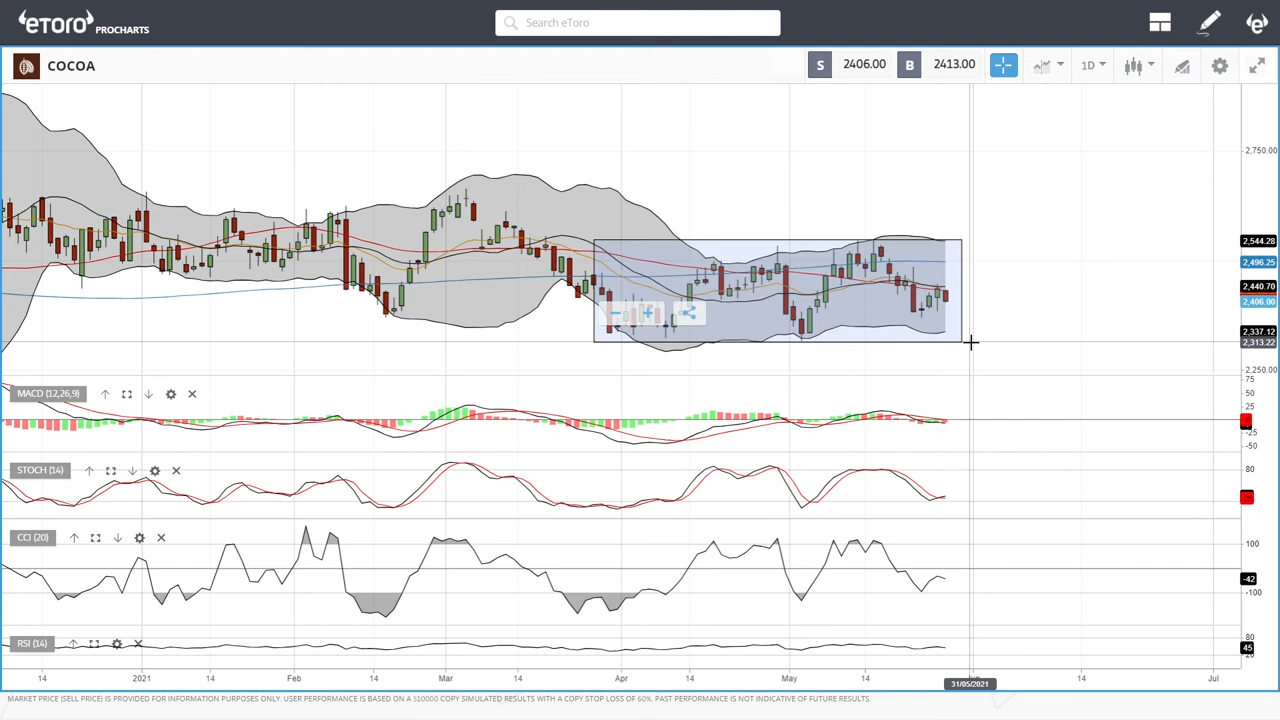 eToro PROCHARTS
Search eToro
COCOA
S 2406.00 B 2413.00
1D
2,750.00
2,544.28
2,496.25
2,440.70
2,406.00
2,337.12
2,313.22
2,250.00
MACD (12,26,9)
75
50
25
-25
-50
STOCH (14)
80
CCI (20)
100
-42
-100
RSI (14)
80
45
14 2021 14 Feb 14 Mar 14 Apr 14 May 14 14 Jul
31/05/2021
MARKET PRICE (SELL PRICE) IS PROVIDED FOR INFORMATION PURPOSES ONLY. USER PERFORMANCE IS BASED ON A $10000 COPY SIMULATED RESULTS WITH A COPY STOP LOSS OF 60%. PAST PERFORMANCE IS NOT INDICATIVE OF FUTURE RESULTS.